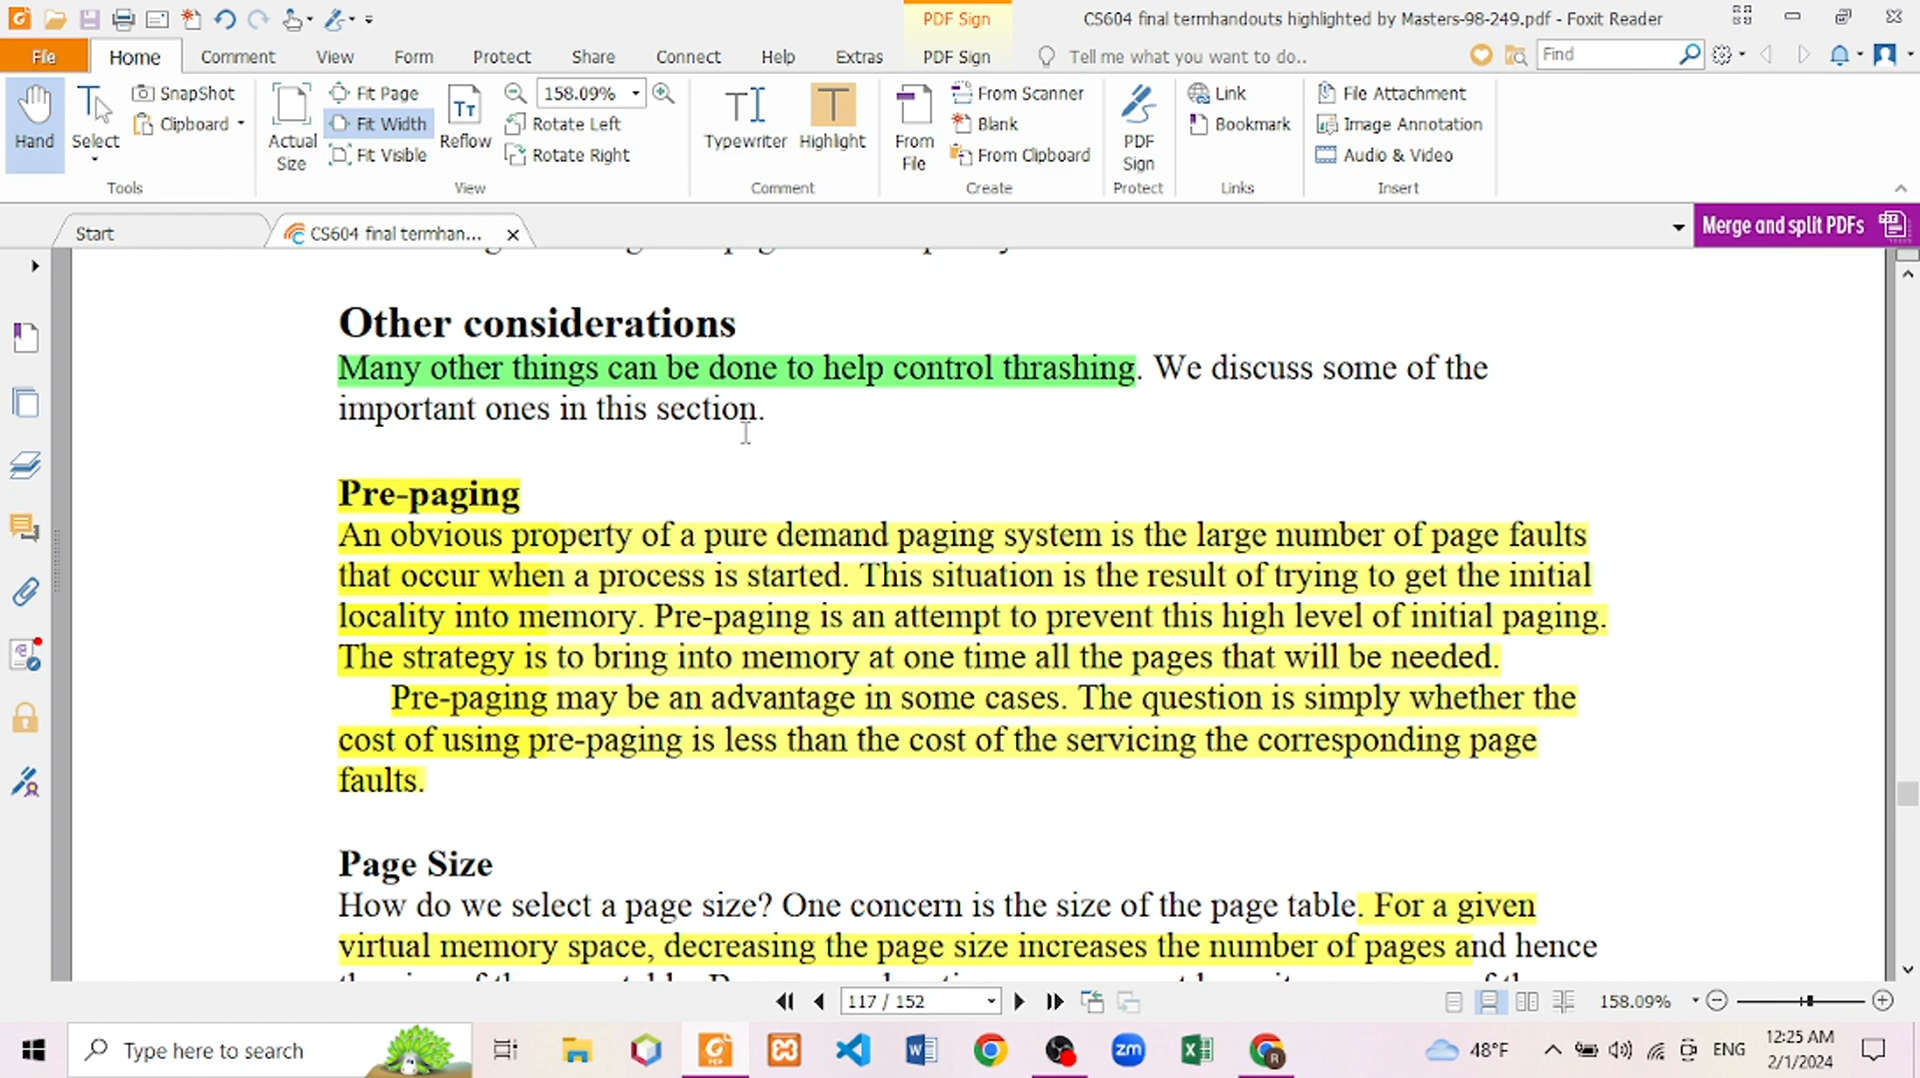 PDF Sign
CS604 final termhandouts highlighted by Masters-98-249.pdf - Foxit Reader
File
Home
Comment
View
Form
Protect
Share
Connect
Help
Extras
PDF Sign
Tell me what you want to do..
Find
Hand
Select
SnapShot
Clipboard
Tools
Actual
Size
Fit Page
Fit Width
Fit Visible
Reflow
158.09%
Rotate Left
Rotate Right
View
Typewriter
Highlight
Comment
From
File
From Scanner
Blank
From Clipboard
Create
PDF
Sign
Protect
Link
Bookmark
Links
File Attachment
Image Annotation
Audio & Video
Insert
Start
CS604 final termhan...
Merge and split PDFs
Other considerations
Many other things can be done to help control thrashing. We discuss some of the
important ones in this section.
Pre-paging
An obvious property of a pure demand paging system is the large number of page faults
that occur when a process is started. This situation is the result of trying to get the initial
locality into memory. Pre-paging is an attempt to prevent this high level of initial paging.
The strategy is to bring into memory at one time all the pages that will be needed.
Pre-paging may be an advantage in some cases. The question is simply whether the
cost of using pre-paging is less than the cost of the servicing the corresponding page
faults.
Page Size
How do we select a page size? One concern is the size of the page table. For a given
virtual memory space, decreasing the page size increases the number of pages and hence
117 / 152
158.09%
Type here to search
48°F
ENG
12:25 AM
2/1/2024